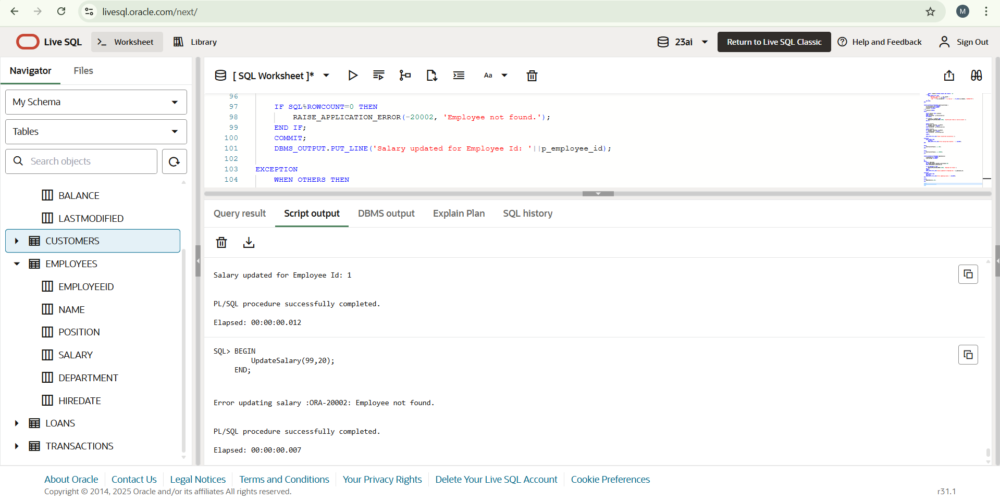 livesql.oracle.com/next/
M
Live SQL
Worksheet
Library
23ai
Return to Live SQL Classic
Help and Feedback
Sign Out
Navigator
Files
My Schema
Tables
Search objects
BALANCE
LASTMODIFIED
CUSTOMERS
EMPLOYEES
EMPLOYEEID
NAME
POSITION
SALARY
DEPARTMENT
HIREDATE
LOANS
TRANSACTIONS
[ SQL Worksheet ]*
Aa
96
97 IF SQL%ROWCOUNT=0 THEN
98 RAISE_APPLICATION_ERROR(-20002, 'Employee not found.');
99 END IF;
100 COMMIT;
101 DBMS_OUTPUT.PUT_LINE('Salary updated for Employee Id: '||p_employee_id);
102
103 EXCEPTION
104 WHEN OTHERS THEN
Query result
Script output
DBMS output
Explain Plan
SQL history
Salary updated for Employee Id: 1
PL/SQL procedure successfully completed.
Elapsed: 00:00:00.012
SQL> BEGIN
UpdateSalary(99,20);
END;
Error updating salary :ORA-20002: Employee not found.
PL/SQL procedure successfully completed.
Elapsed: 00:00:00.007
About Oracle
Contact Us
Legal Notices
Terms and Conditions
Your Privacy Rights
Delete Your Live SQL Account
Cookie Preferences
Copyright © 2014, 2025 Oracle and/or its affiliates All rights reserved.
r31.1